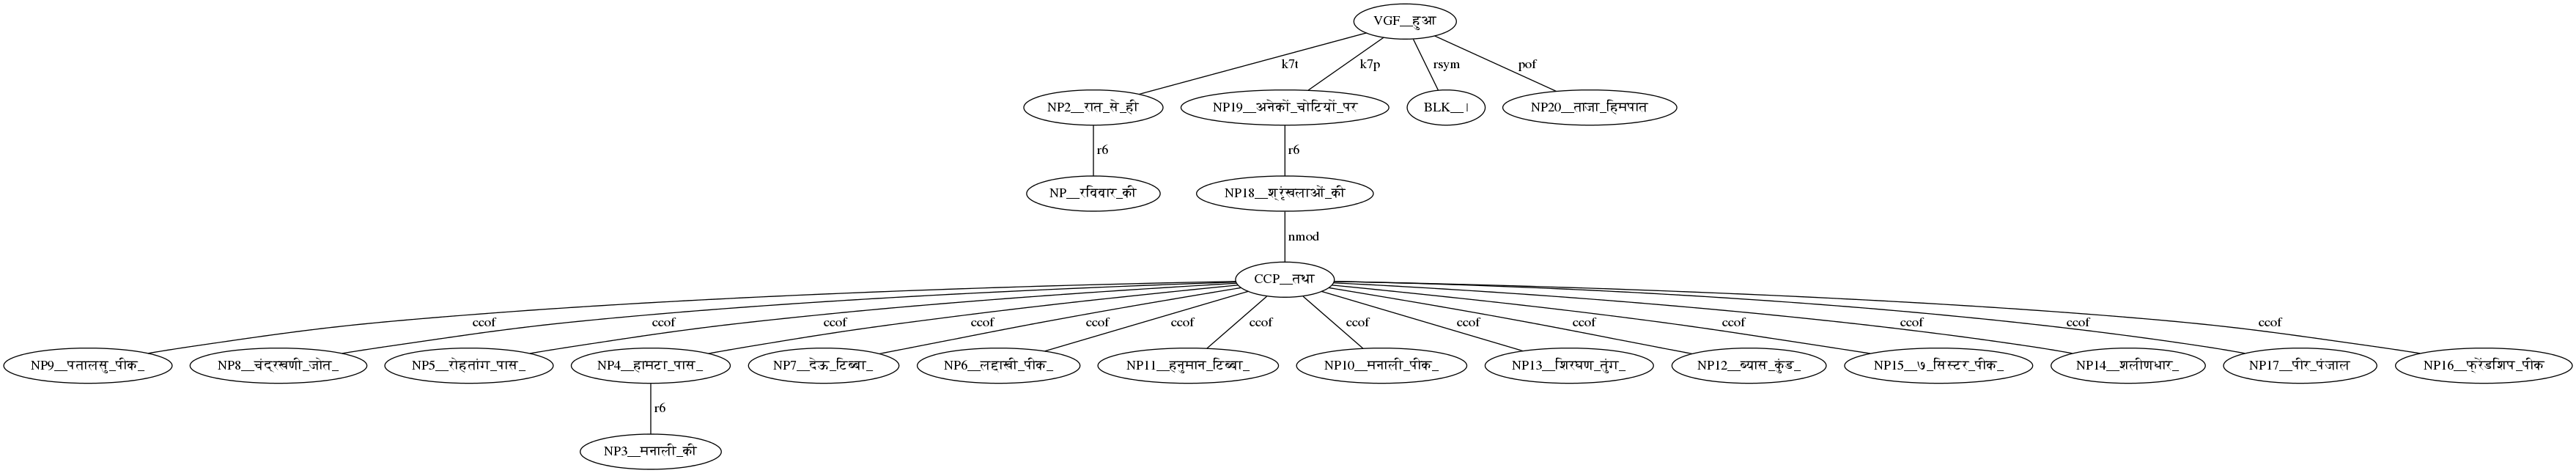 VGF__हुआ
k7t k7p rsym pof
NP2__रात_से_ही NP19__अनेकों_चोटियों_पर BLK__। NP20__ताजा_हिमपात
r6 r6
NP__रविवार_की NP18__श्रृंखलाओं_की
nmod
CCP__तथा
ccof ccof ccof ccof ccof ccof ccof ccof ccof ccof ccof ccof ccof ccof
NP9__पतालसु_पीक_ NP8__चंद्रखणी_जोत_ NP5__रोहतांग_पास_ NP4__हामटा_पास_ NP7__देऊ_टिब्बा_ NP6__लद्दाखी_पीक_ NP11__हनुमान_टिब्बा_ NP10__मनाली_पीक_ NP13__शिरघण_तुंग_ NP12__ब्यास_कुंड_ NP15__७_सिस्टर_पीक_ NP14__शलीणधार_ NP17__पीर_पंजाल NP16__फ्रेंडशिप_पीक
r6
NP3__मनाली_की